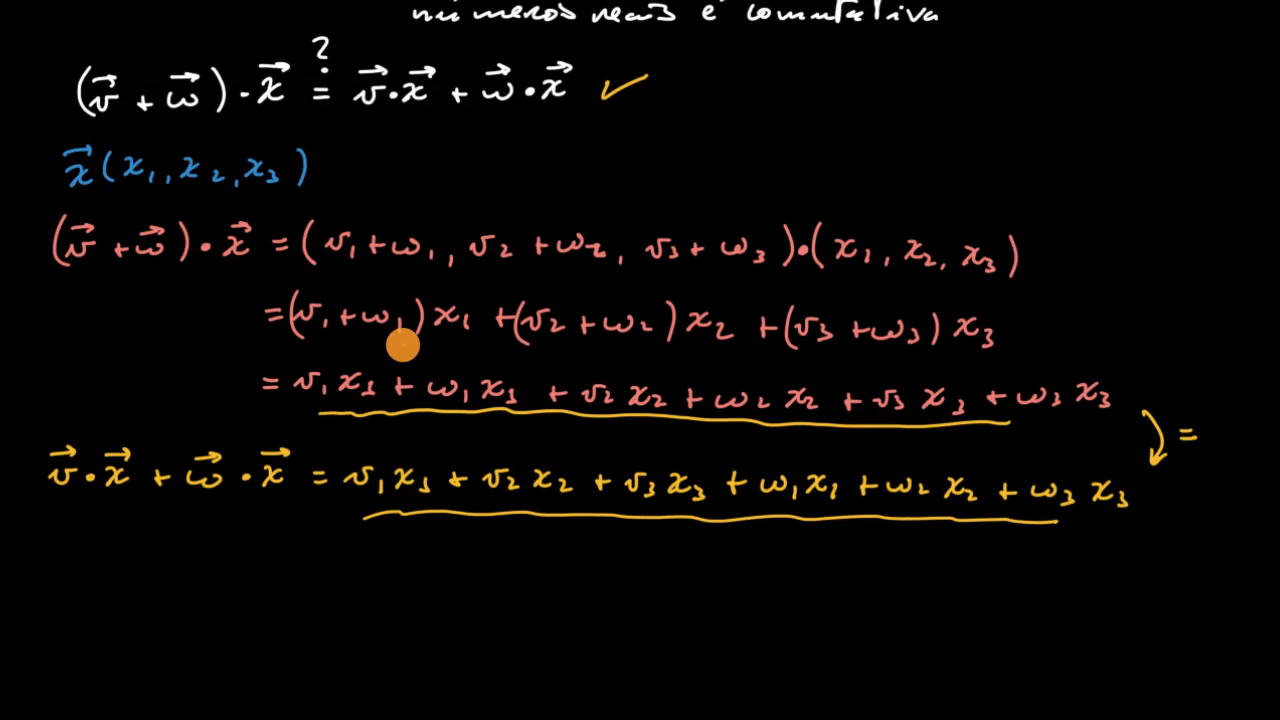 números reais é comutativa
(v⃗ + w⃗) · x⃗ ?= v⃗ · x⃗ + w⃗ · x⃗ ✓
x⃗ (x₁, x₂, x₃)
(v⃗ + w⃗) · x⃗ = (v₁ + w₁, v₂ + w₂, v₃ + w₃) · (x₁, x₂, x₃)
= (v₁ + w₁) x₁ + (v₂ + w₂) x₂ + (v₃ + w₃) x₃
= v₁ x₁ + w₁ x₁ + v₂ x₂ + w₂ x₂ + v₃ x₃ + w₃ x₃
=
v⃗ · x⃗ + w⃗ · x⃗ = v₁ x₁ + v₂ x₂ + v₃ x₃ + w₁ x₁ + w₂ x₂ + w₃ x₃